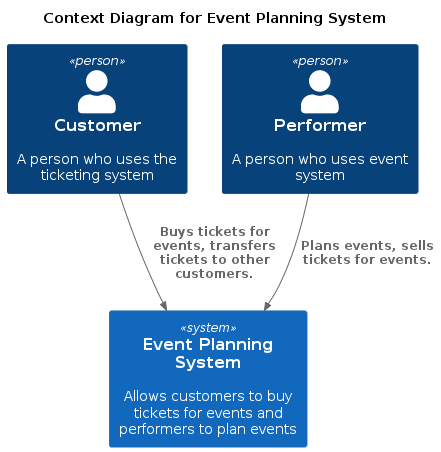 Context Diagram for Event Planning System
«person»
Customer
A person who uses the
ticketing system
«person»
Performer
A person who uses event
system
Buys tickets for
events, transfers
tickets to other
customers.
Plans events, sells
tickets for events.
«system»
Event Planning
System
Allows customers to buy
tickets for events and
performers to plan events